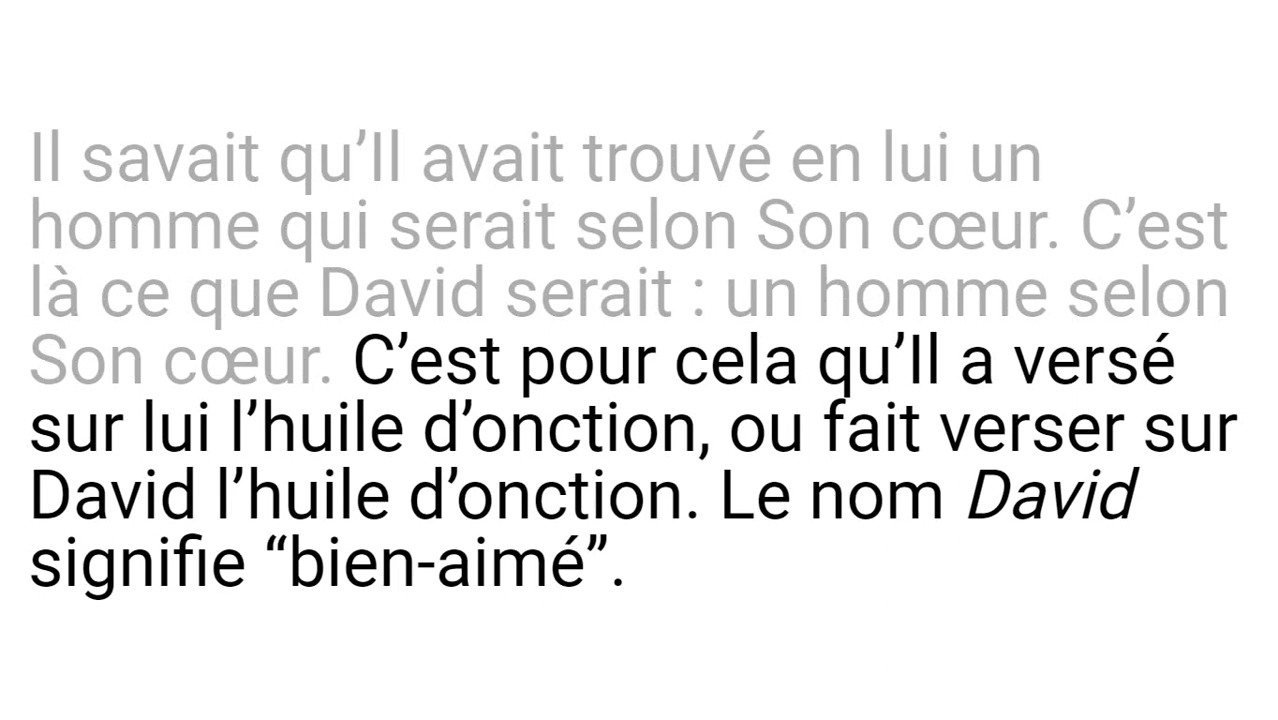 Il savait qu’Il avait trouvé en lui un
homme qui serait selon Son cœur. C’est
là ce que David serait : un homme selon
Son cœur. C’est pour cela qu’Il a versé
sur lui l’huile d’onction, ou fait verser sur
David l’huile d’onction. Le nom David
signifie “bien-aimé”.